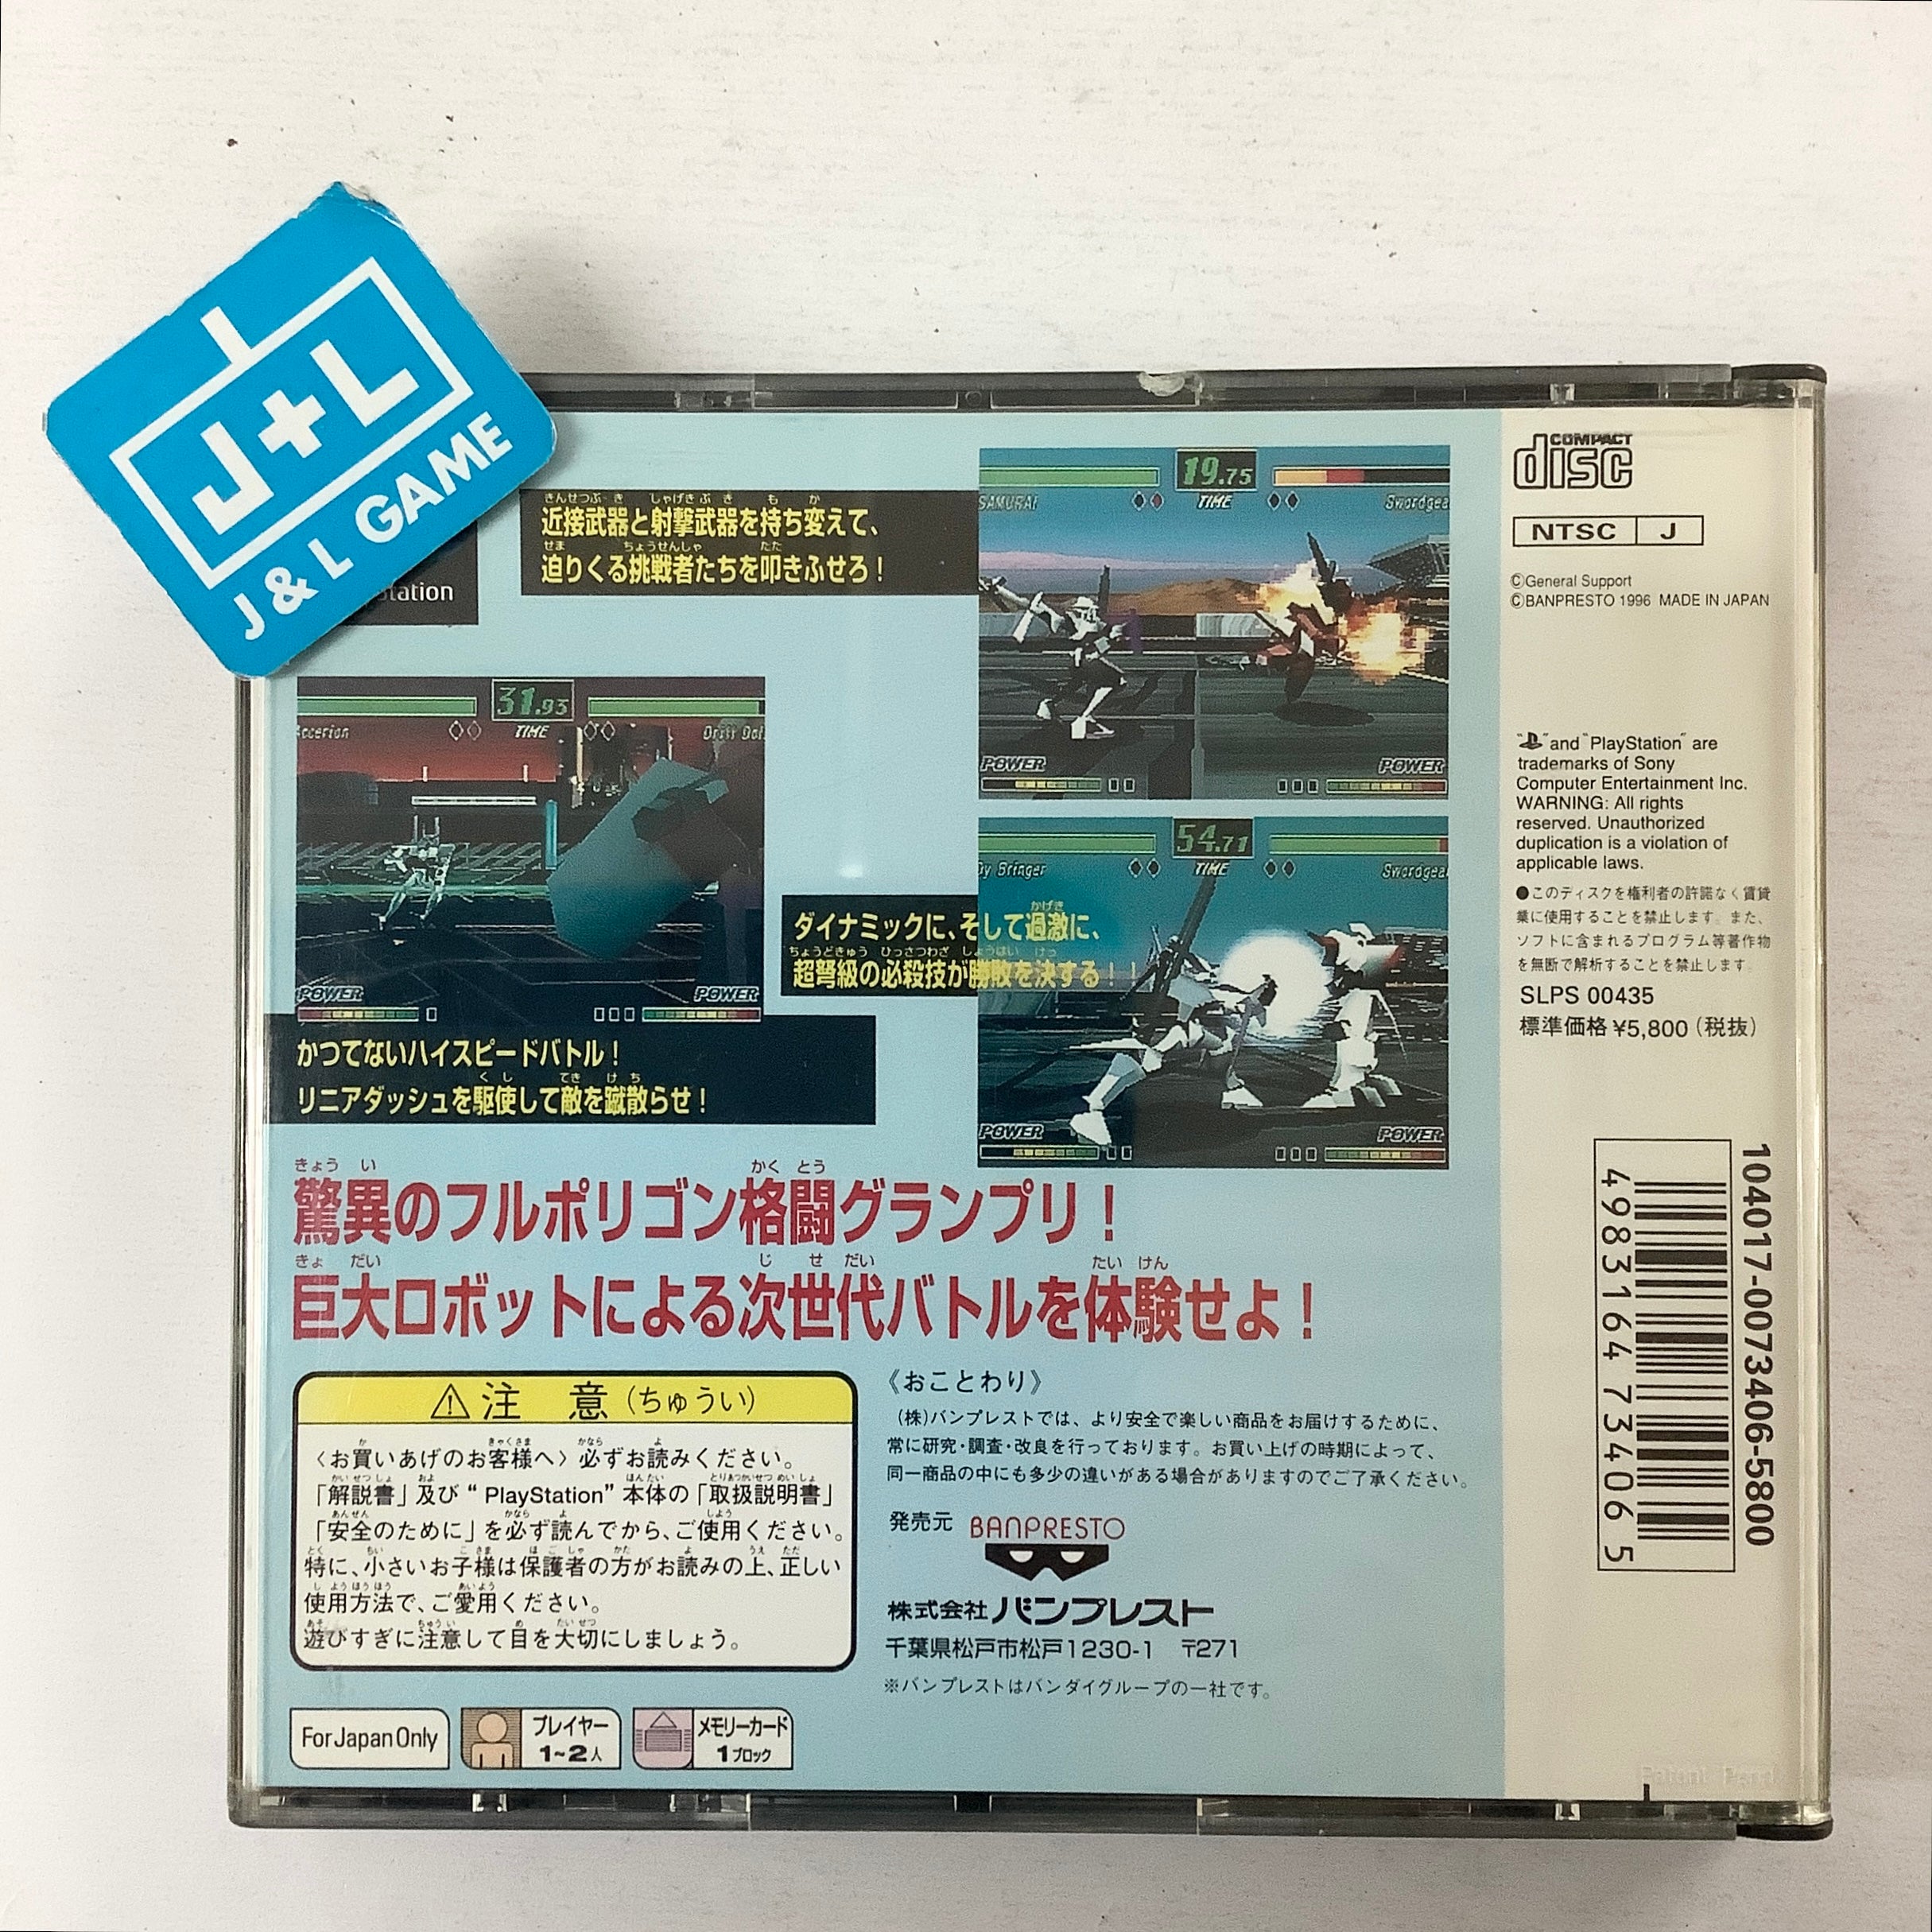 J+L
J & L GAME
Station
近接武器と射撃武器を持ち変えて、
迫りくる挑戦者たちを叩きふせろ!
19.75
TIME
SAMURAI
Swordgea
POWER
POWER
31.93
TIME
Accerion
POWER
POWER
かつてないハイスピードバトル!
リニアダッシュを駆使して敵を蹴散らせ!
54.71
TIME
Swordgea
ダイナミックに、そして過激に、
超弩級の必殺技が勝敗を決する!!
POWER
POWER
驚異のフルポリゴン格闘グランプリ!
巨大ロボットによる次世代バトルを体験せよ!
⚠注 意(ちゅうい)
〈お買いあげのお客様へ〉必ずお読みください。
「解説書」及び“PlayStation”本体の「取扱説明書」
「安全のために」を必ず読んでから、ご使用ください。
特に、小さいお子様は保護者の方がお読みの上、正しい
使用方法で、ご愛用ください。
遊びすぎに注意して目を大切にしましょう。
《おことわり》
(株)バンプレストでは、より安全で楽しい商品をお届けするために、
常に研究・調査・改良を行っております。お買い上げの時期によって、
同一商品の中にも多少の違いがある場合がありますのでご了承ください。
発売元 BANPRESTO
株式会社バンプレスト
千葉県松戸市松戸1230-1 〒271
※バンプレストはバンダイグループの一社です。
For Japan Only
プレイヤー
1~2人
メモリーカード
1ブロック
COMPACT
disc
NTSC J
©General Support
©BANPRESTO 1996 MADE IN JAPAN
" "and "PlayStation" are
trademarks of Sony
Computer Entertainment Inc.
WARNING: All rights
reserved. Unauthorized
duplication is a violation of
applicable laws.
●このディスクを権利者の許諾なく賃貸
業に使用することを禁止します。また、
ソフトに含まれるプログラム等著作物
を無断で解析することを禁止します。
SLPS 00435
標準価格¥5,800(税抜)
104017-0073406-5800
4983164734065